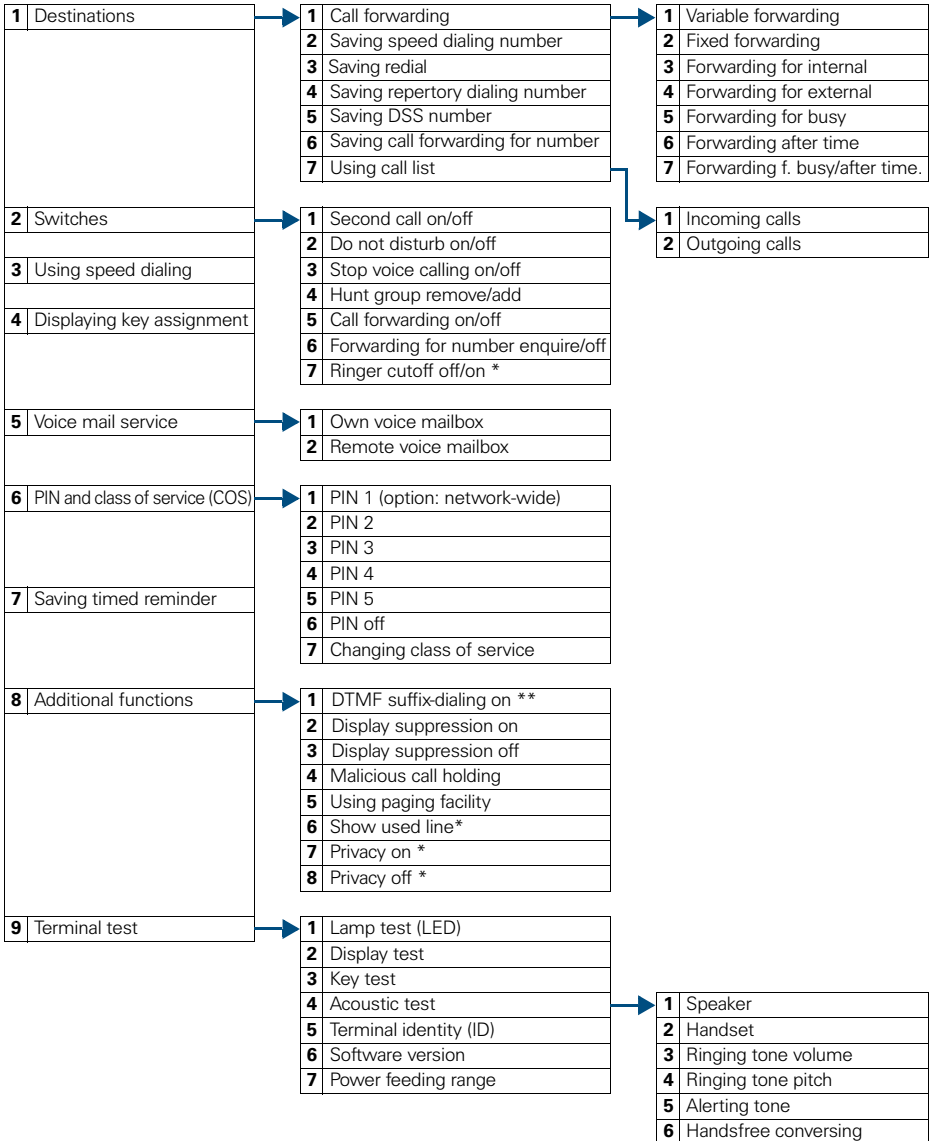 1 Destinations
1 Call forwarding
2 Saving speed dialing number
3 Saving redial
4 Saving repertory dialing number
5 Saving DSS number
6 Saving call forwarding for number
7 Using call list
1 Variable forwarding
2 Fixed forwarding
3 Forwarding for internal
4 Forwarding for external
5 Forwarding for busy
6 Forwarding after time
7 Forwarding f. busy/after time.
1 Incoming calls
2 Outgoing calls
2 Switches
1 Second call on/off
2 Do not disturb on/off
3 Stop voice calling on/off
4 Hunt group remove/add
5 Call forwarding on/off
6 Forwarding for number enquire/off
7 Ringer cutoff off/on *
3 Using speed dialing
4 Displaying key assignment
5 Voice mail service
1 Own voice mailbox
2 Remote voice mailbox
6 PIN and class of service (COS)
1 PIN 1 (option: network-wide)
2 PIN 2
3 PIN 3
4 PIN 4
5 PIN 5
6 PIN off
7 Changing class of service
7 Saving timed reminder
8 Additional functions
1 DTMF suffix-dialing on **
2 Display suppression on
3 Display suppression off
4 Malicious call holding
5 Using paging facility
6 Show used line*
7 Privacy on *
8 Privacy off *
9 Terminal test
1 Lamp test (LED)
2 Display test
3 Key test
4 Acoustic test
5 Terminal identity (ID)
6 Software version
7 Power feeding range
1 Speaker
2 Handset
3 Ringing tone volume
4 Ringing tone pitch
5 Alerting tone
6 Handsfree conversing